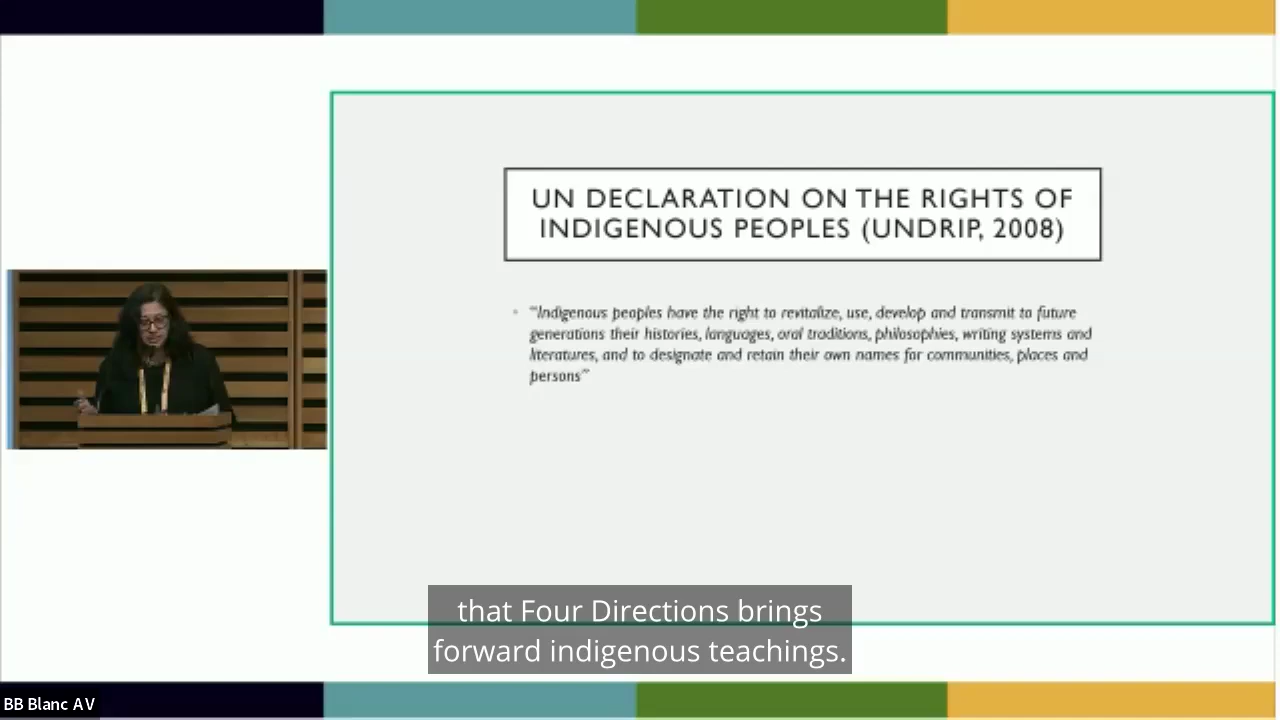 UN DECLARATION ON THE RIGHTS OF
INDIGENOUS PEOPLES (UNDRIP, 2008)
• "Indigenous peoples have the right to revitalize, use, develop and transmit to future
generations their histories, languages, oral traditions, philosophies, writing systems and
literatures, and to designate and retain their own names for communities, places and
persons"
that Four Directions brings
forward indigenous teachings.
BB Blanc AV